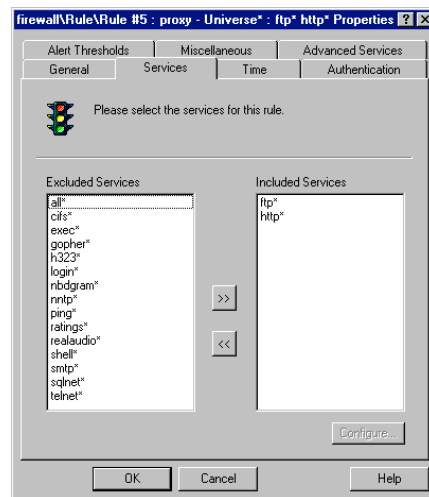 firewall\Rule\Rule #5 : proxy - Universe* : ftp* http* Properties ? X
Alert Thresholds Miscellaneous Advanced Services
General Services Time Authentication
Please select the services for this rule.
Excluded Services
all*
cifs*
exec*
gopher*
h323*
login*
nbdgram*
nntp*
ping*
ratings*
realaudio*
shell*
smtp*
sqlnet*
telnet*
>>
<<
Included Services
ftp*
http*
Configure...
OK Cancel Help